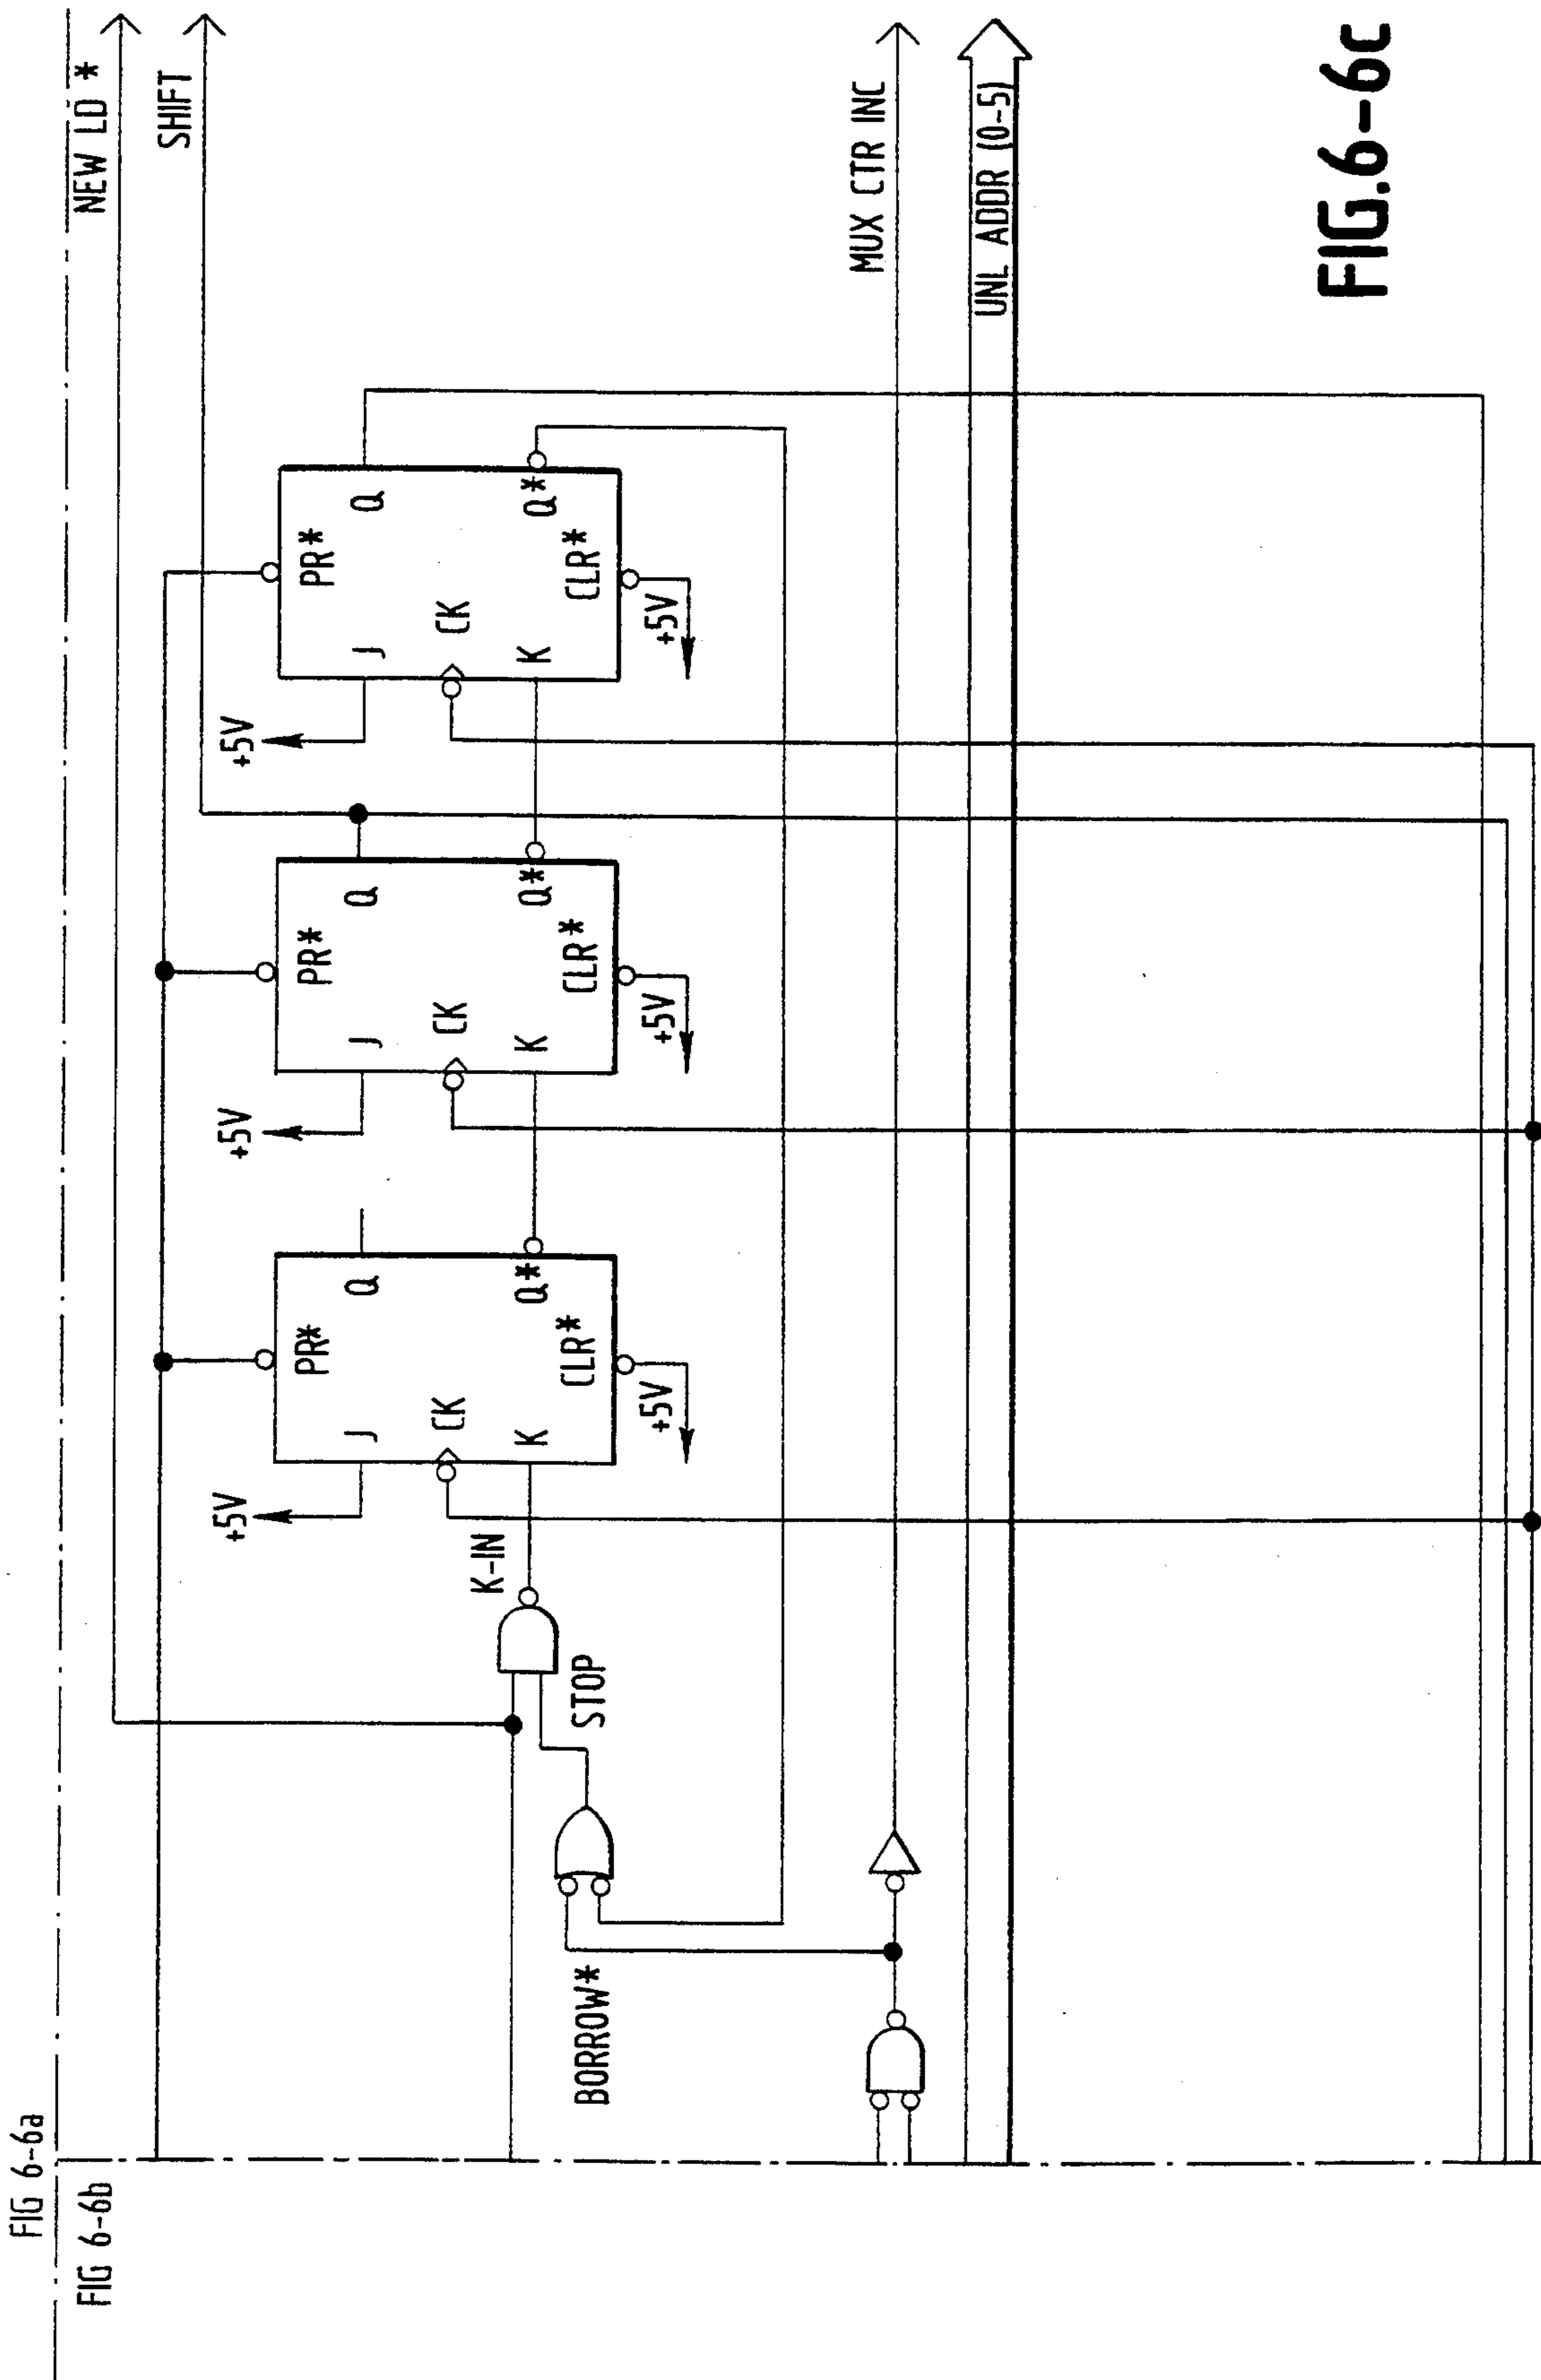 FIG 6-6a
FIG 6-6b
NEW LD *
SHIFT
+5V
+5V
+5V
PR*
J
Q
CK
K
Q*
CLR*
+5V
PR*
J
Q
CK
K
Q*
CLR*
+5V
PR*
J
Q
CK
K
Q*
CLR*
+5V
K-IN
STOP
BORROW*
MUX CTR INC
UNL ADDR (0-5)
FIG.6-6c